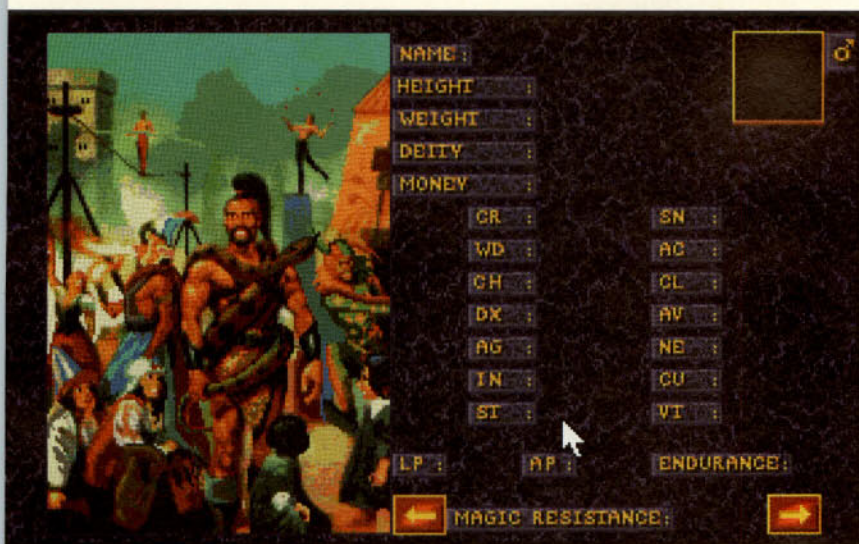 NAME :
HEIGHT :
WEIGHT :
DEITY :
MONEY :
CR : SN :
WD : AC :
CH : CL :
DX : AV :
AG : NE :
IN : CU :
ST : VT :
LP : AP : ENDURANCE:
MAGIC RESISTANCE: